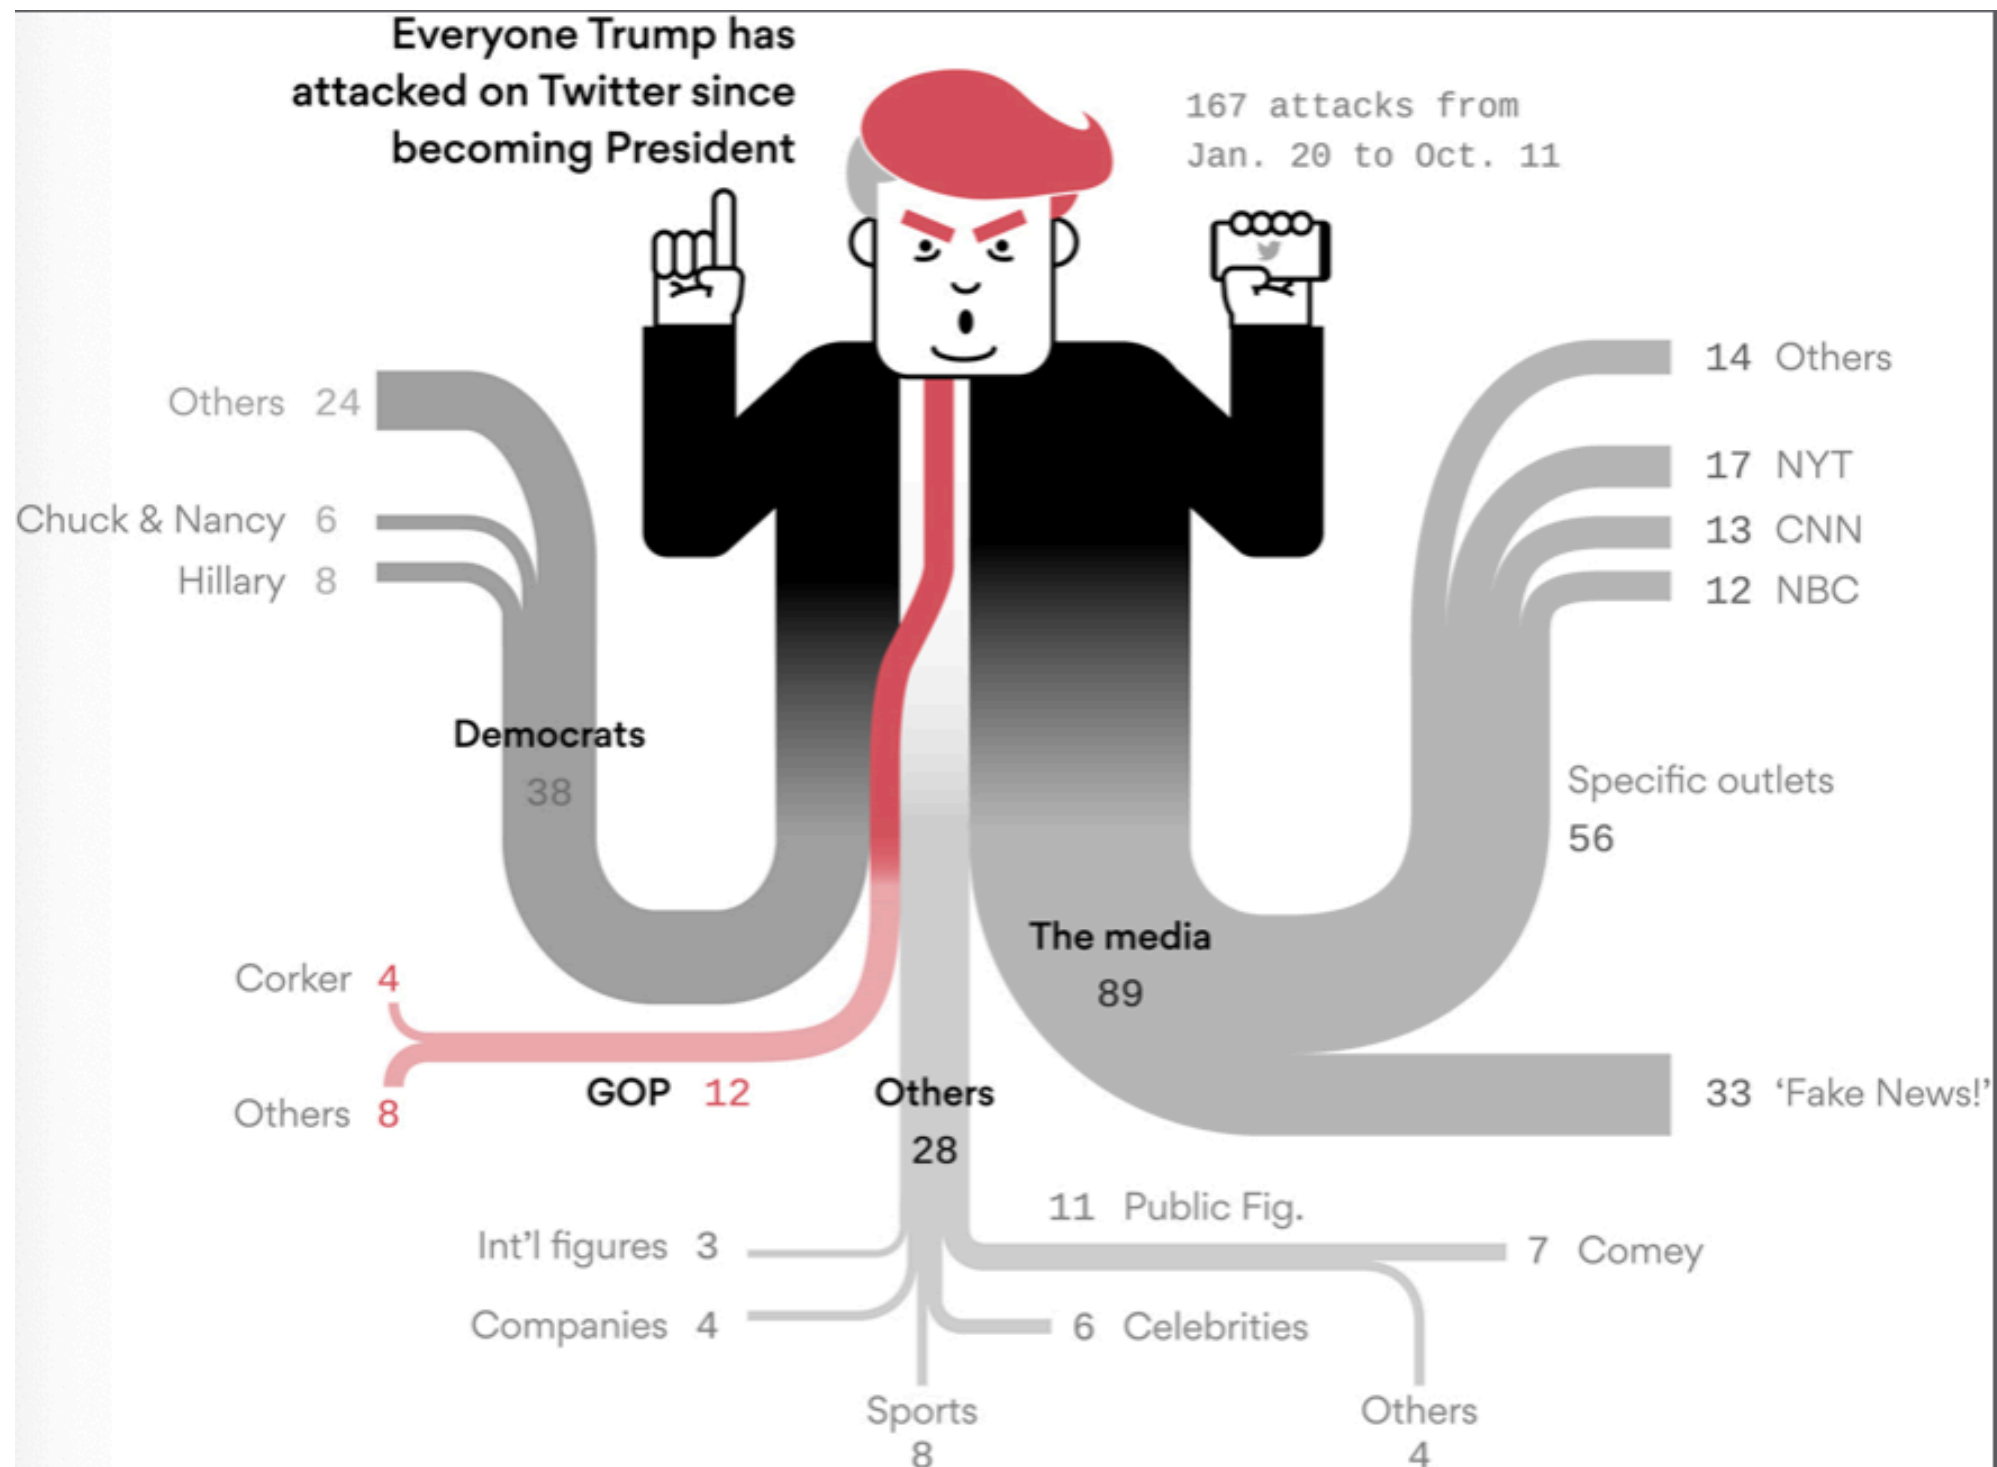 Everyone Trump has
attacked on Twitter since
becoming President
167 attacks from
Jan. 20 to Oct. 11
Others 24
Chuck & Nancy 6
Hillary 8
Democrats
38
14 Others
17 NYT
13 CNN
12 NBC
Specific outlets
56
The media
89
33 ‘Fake News!’
Corker 4
Others 8
GOP 12
Others
28
11 Public Fig.
7 Comey
Int’l figures 3
Companies 4
6 Celebrities
Sports
8
Others
4